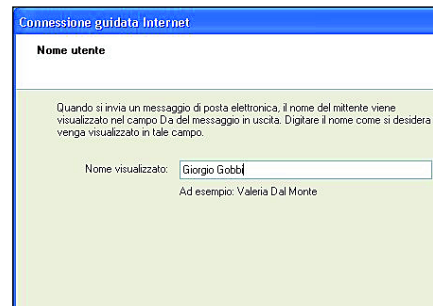 Connessione guidata Internet
Nome utente
Quando si invia un messaggio di posta elettronica, il nome del mittente viene
visualizzato nel campo Da del messaggio in uscita. Digitare il nome come si desidera
venga visualizzato in tale campo.
Nome visualizzato: Giorgio Gobbi
Ad esempio: Valeria Dal Monte